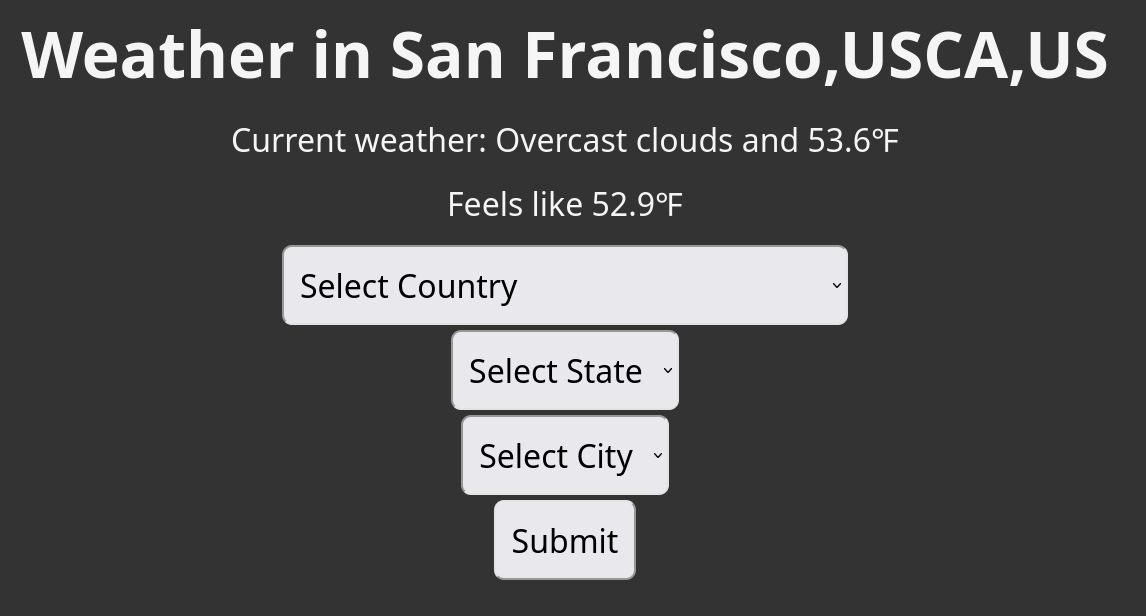 Weather in San Francisco,USCA,US
Current weather: Overcast clouds and 53.6℉
Feels like 52.9℉
Select Country
Select State
Select City
Submit